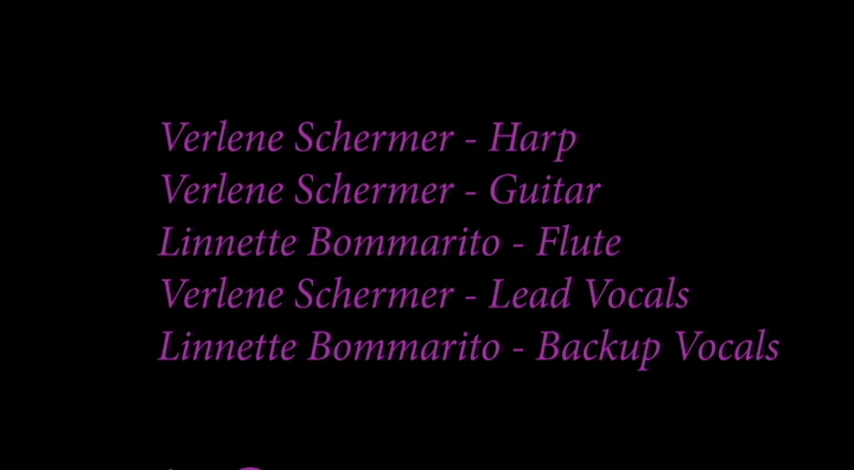 Verlene Schermer - Harp
Verlene Schermer - Guitar
Linnette Bommarito - Flute
Verlene Schermer - Lead Vocals
Linnette Bommarito - Backup Vocals